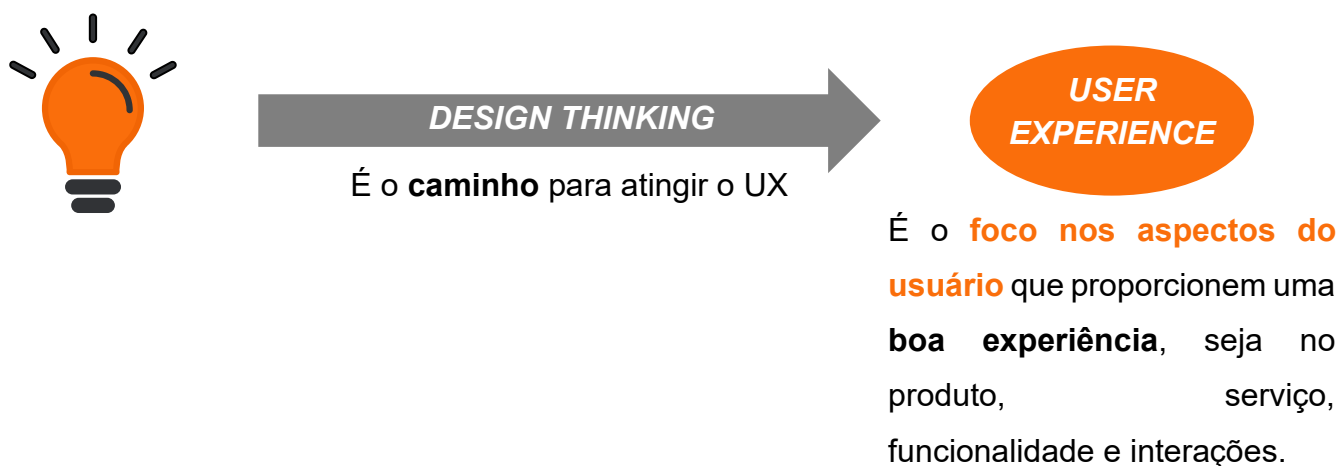 DESIGN THINKING
É o caminho para atingir o UX
USER
EXPERIENCE
É o foco nos aspectos do
usuário que proporcionem uma
boa experiência, seja no
produto, serviço,
funcionalidade e interações.